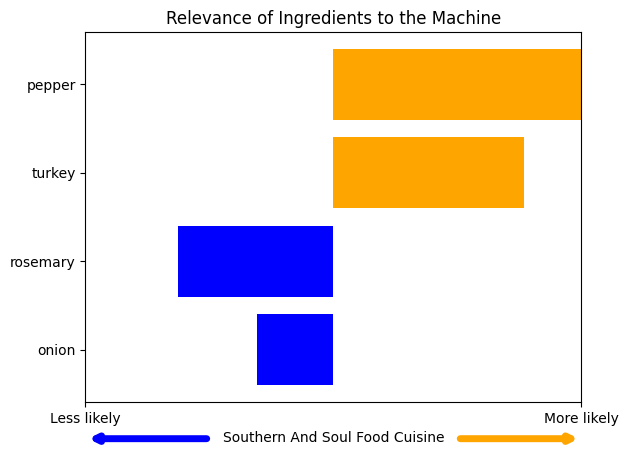 Relevance of Ingredients to the Machine
pepper
turkey
rosemary
onion
Less likely
More likely
Southern And Soul Food Cuisine